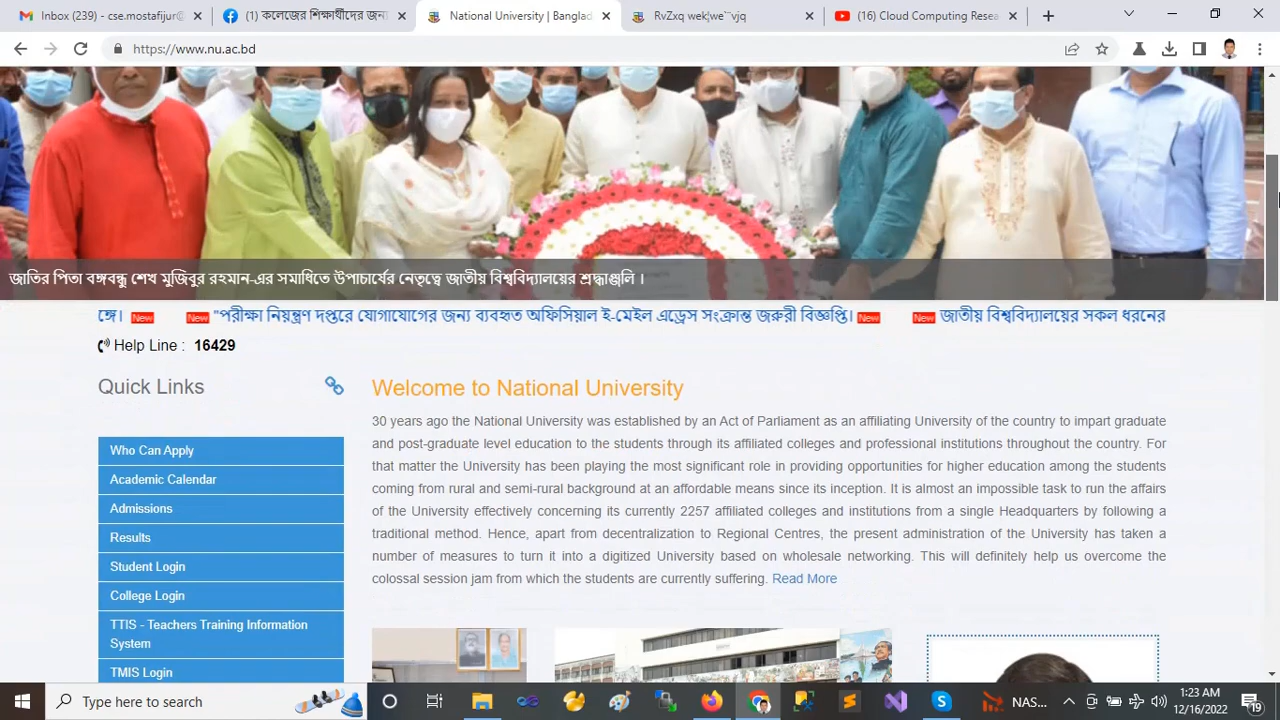 Inbox (239) - cse.mostafijur@
(1) কলেজের শিক্ষার্থীদের জন্য
National University | Banglad
RvZxq wek¦we`¨vjq
(16) Cloud Computing Resea
https://www.nu.ac.bd
জাতির পিতা বঙ্গবন্ধু শেখ মুজিবুর রহমান-এর সমাধিতে উপাচার্যের নেতৃত্বে জাতীয় বিশ্ববিদ্যালয়ের শ্রদ্ধাঞ্জলি ।
ঙ্গে। New New "পরীক্ষা নিয়ন্ত্রণ দপ্তরে যোগাযোগের জন্য ব্যবহৃত অফিসিয়াল ই-মেইল এড্রেস সংক্রান্ত জরুরী বিজ্ঞপ্তি। New New জাতীয় বিশ্ববিদ্যালয়ের সকল ধরনের
Help Line : 16429
Quick Links
Who Can Apply
Academic Calendar
Admissions
Results
Student Login
College Login
TTIS - Teachers Training Information
System
TMIS Login
Welcome to National University
30 years ago the National University was established by an Act of Parliament as an affiliating University of the country to impart graduate
and post-graduate level education to the students through its affiliated colleges and professional institutions throughout the country. For
that matter the University has been playing the most significant role in providing opportunities for higher education among the students
coming from rural and semi-rural background at an affordable means since its inception. It is almost an impossible task to run the affairs
of the University effectively concerning its currently 2257 affiliated colleges and institutions from a single Headquarters by following a
traditional method. Hence, apart from decentralization to Regional Centres, the present administration of the University has taken a
number of measures to turn it into a digitized University based on wholesale networking. This will definitely help us overcome the
colossal session jam from which the students are currently suffering. Read More
Type here to search
NAS...
1:23 AM
12/16/2022
19